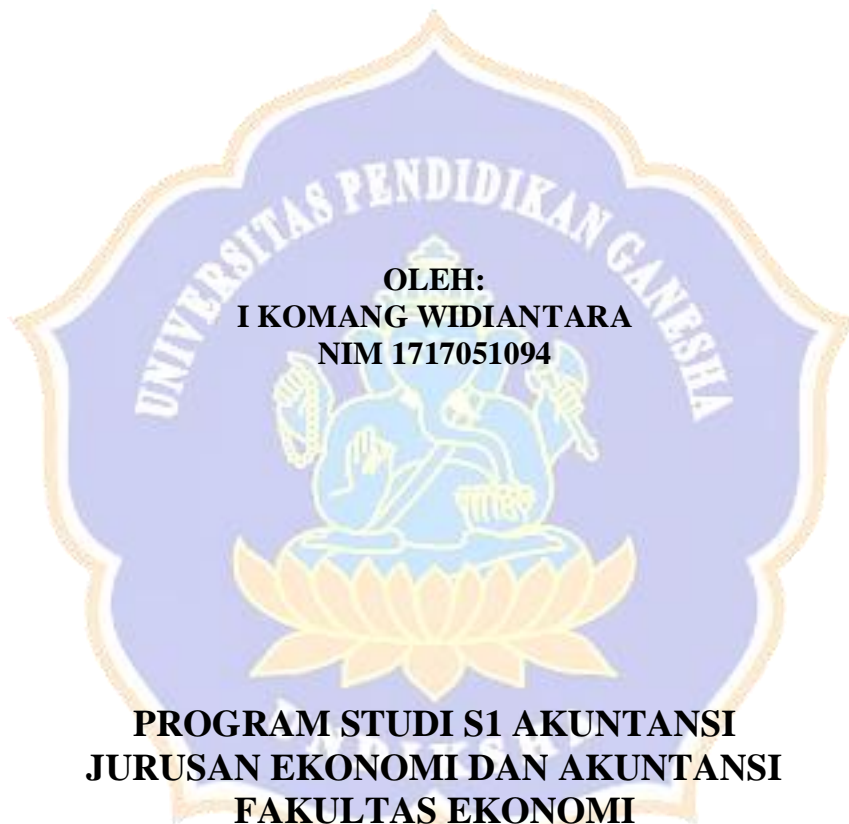 UNIVERSITAS PENDIDIKAN GANESHA
OLEH:
I KOMANG WIDIANTARA
NIM 1717051094
PROGRAM STUDI S1 AKUNTANSI
JURUSAN EKONOMI DAN AKUNTANSI
FAKULTAS EKONOMI